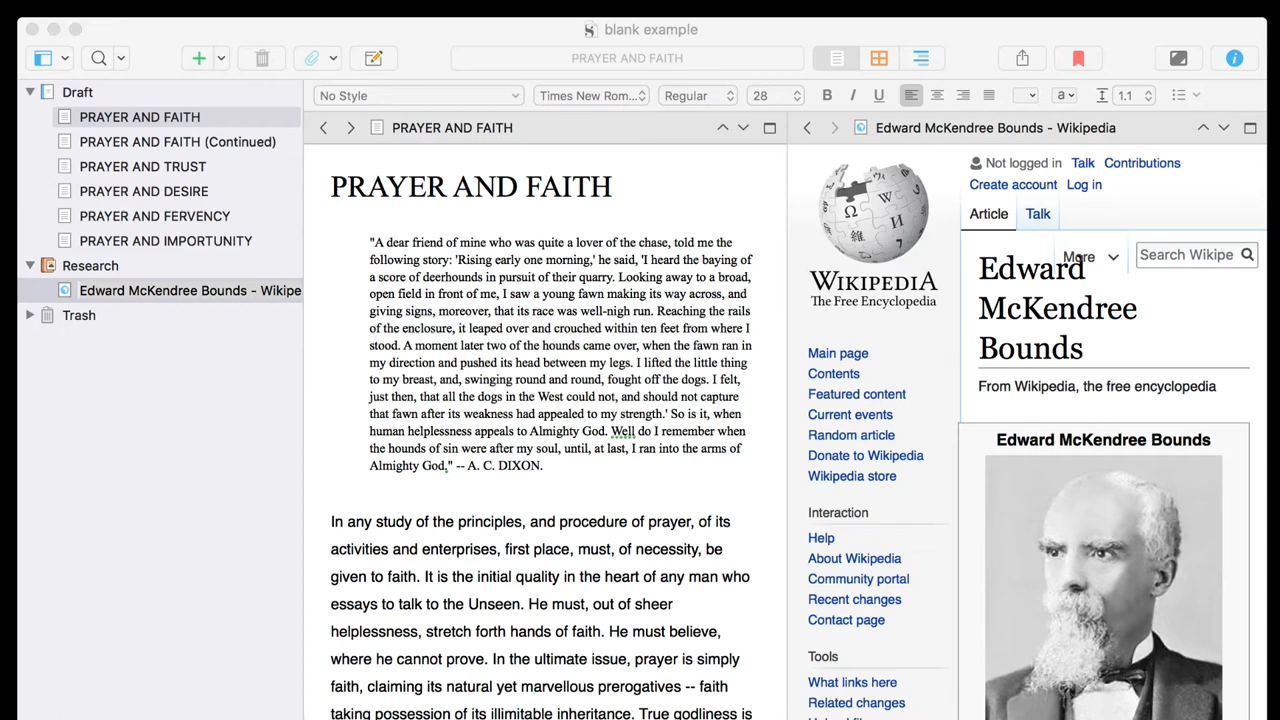 blank example
PRAYER AND FAITH
No Style
Times New Rom...
Regular
28
B
I
U
a
1.1
Draft
PRAYER AND FAITH
PRAYER AND FAITH (Continued)
PRAYER AND TRUST
PRAYER AND DESIRE
PRAYER AND FERVENCY
PRAYER AND IMPORTUNITY
Research
Edward McKendree Bounds - Wikipe
Trash
PRAYER AND FAITH
PRAYER AND FAITH
"A dear friend of mine who was quite a lover of the chase, told me the
following story: 'Rising early one morning,' he said, 'I heard the baying of
a score of deerhounds in pursuit of their quarry. Looking away to a broad,
open field in front of me, I saw a young fawn making its way across, and
giving signs, moreover, that its race was well-nigh run. Reaching the rails
of the enclosure, it leaped over and crouched within ten feet from where I
stood. A moment later two of the hounds came over, when the fawn ran in
my direction and pushed its head between my legs. I lifted the little thing
to my breast, and, swinging round and round, fought off the dogs. I felt,
just then, that all the dogs in the West could not, and should not capture
that fawn after its weakness had appealed to my strength.' So is it, when
human helplessness appeals to Almighty God. Well do I remember when
the hounds of sin were after my soul, until, at last, I ran into the arms of
Almighty God," -- A. C. DIXON.
In any study of the principles, and procedure of prayer, of its
activities and enterprises, first place, must, of necessity, be
given to faith. It is the initial quality in the heart of any man who
essays to talk to the Unseen. He must, out of sheer
helplessness, stretch forth hands of faith. He must believe,
where he cannot prove. In the ultimate issue, prayer is simply
faith, claiming its natural yet marvellous prerogatives -- faith
taking possession of its illimitable inheritance. True godliness is
Edward McKendree Bounds - Wikipedia
Not logged in Talk Contributions
Create account Log in
Article Talk
More
Search Wikipe
Ω W И 維
WIKIPEDIA
The Free Encyclopedia
Main page
Contents
Featured content
Current events
Random article
Donate to Wikipedia
Wikipedia store
Interaction
Help
About Wikipedia
Community portal
Recent changes
Contact page
Tools
What links here
Related changes
Edward
McKendree
Bounds
From Wikipedia, the free encyclopedia
Edward McKendree Bounds